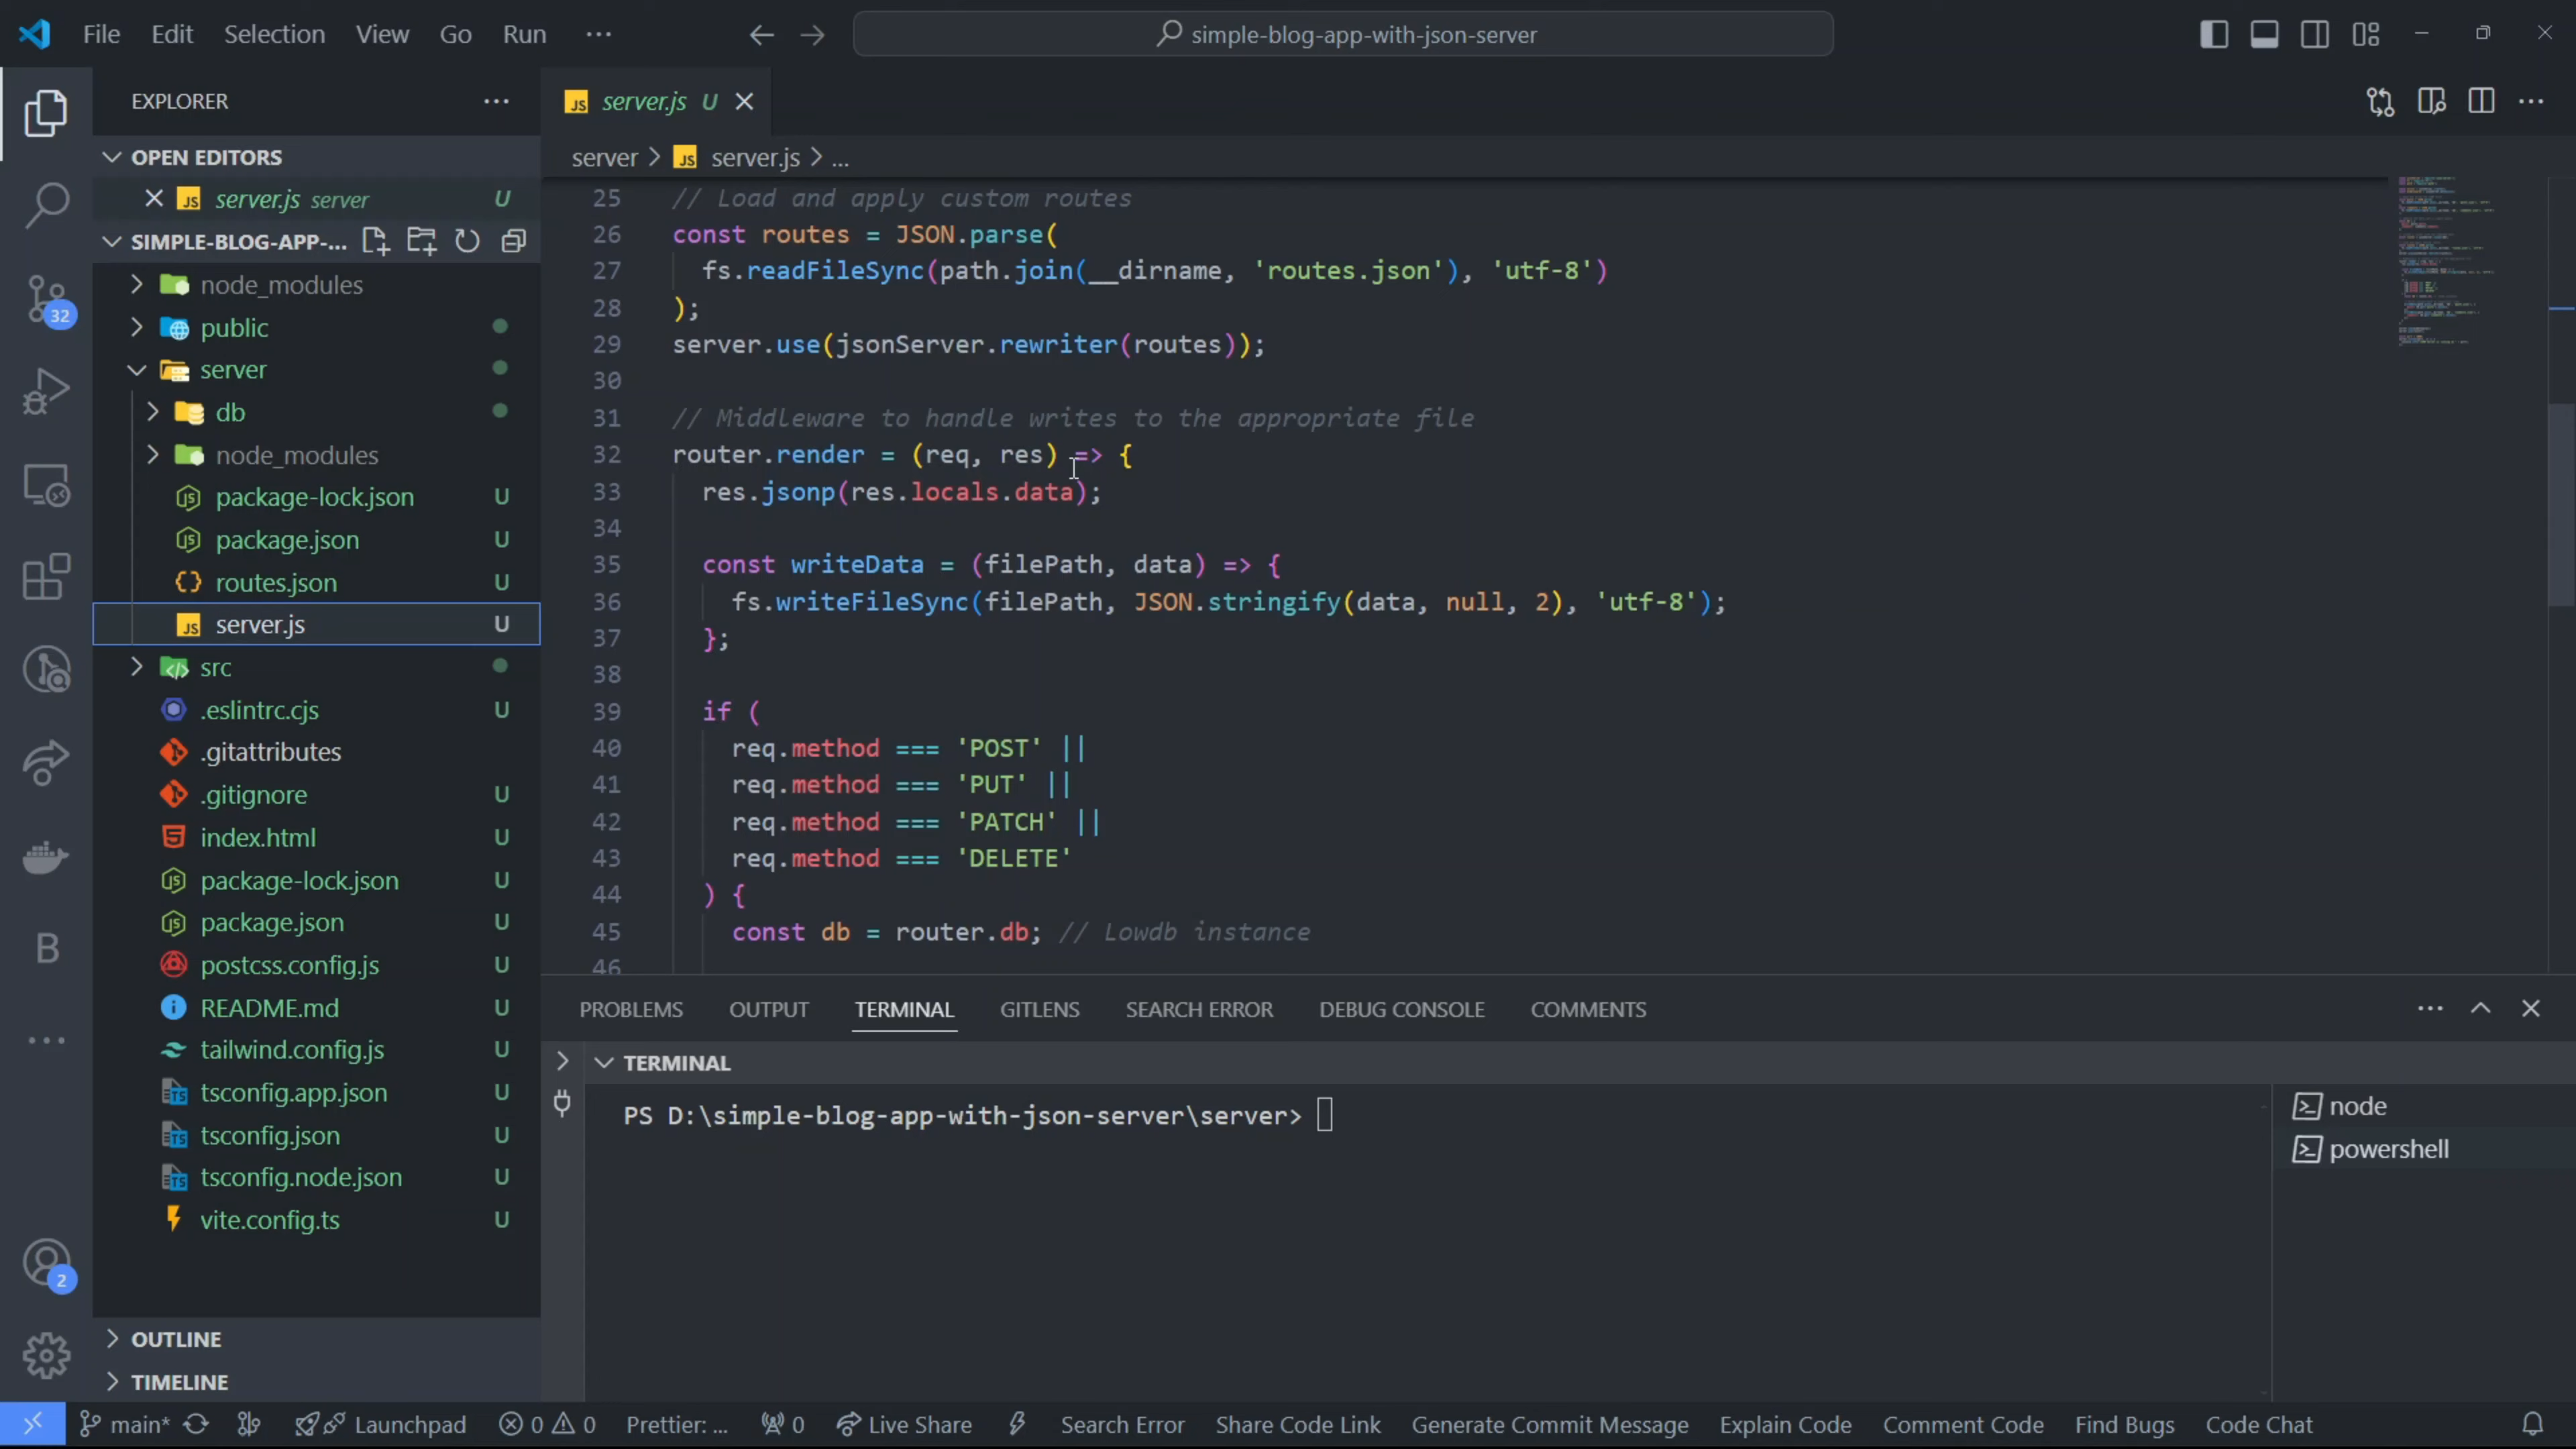 File Edit Selection View Go Run ···
simple-blog-app-with-json-server
EXPLORER ···
OPEN EDITORS
JS server.js server U
SIMPLE-BLOG-APP-...
node_modules
public
server
db
node_modules
package-lock.json U
package.json U
routes.json U
JS server.js U
src
.eslintrc.cjs U
.gitattributes
.gitignore U
index.html U
package-lock.json U
package.json U
postcss.config.js U
README.md U
tailwind.config.js U
tsconfig.app.json U
tsconfig.json U
tsconfig.node.json U
vite.config.ts U
OUTLINE
TIMELINE
32
B
2
JS server.js U
server > JS server.js > ...
25 // Load and apply custom routes
26 const routes = JSON.parse(
27 fs.readFileSync(path.join(__dirname, 'routes.json'), 'utf-8')
28 );
29 server.use(jsonServer.rewriter(routes));
30
31 // Middleware to handle writes to the appropriate file
32 router.render = (req, res) => {
33 res.jsonp(res.locals.data);
34
35 const writeData = (filePath, data) => {
36 fs.writeFileSync(filePath, JSON.stringify(data, null, 2), 'utf-8');
37 };
38
39 if (
40 req.method === 'POST' ||
41 req.method === 'PUT' ||
42 req.method === 'PATCH' ||
43 req.method === 'DELETE'
44 ) {
45 const db = router.db; // Lowdb instance
46
PROBLEMS OUTPUT TERMINAL GITLENS SEARCH ERROR DEBUG CONSOLE COMMENTS
TERMINAL
PS D:\simple-blog-app-with-json-server\server>
node
powershell
main* Launchpad 0 0 Prettier: ... 0 Live Share Search Error Share Code Link Generate Commit Message Explain Code Comment Code Find Bugs Code Chat